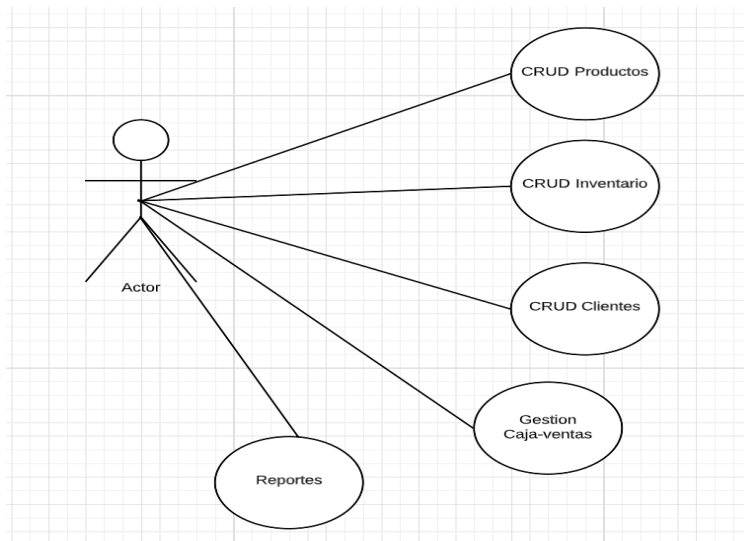 CRUD Productos
CRUD Inventario
CRUD Clientes
Actor
Gestion
Caja-ventas
Reportes